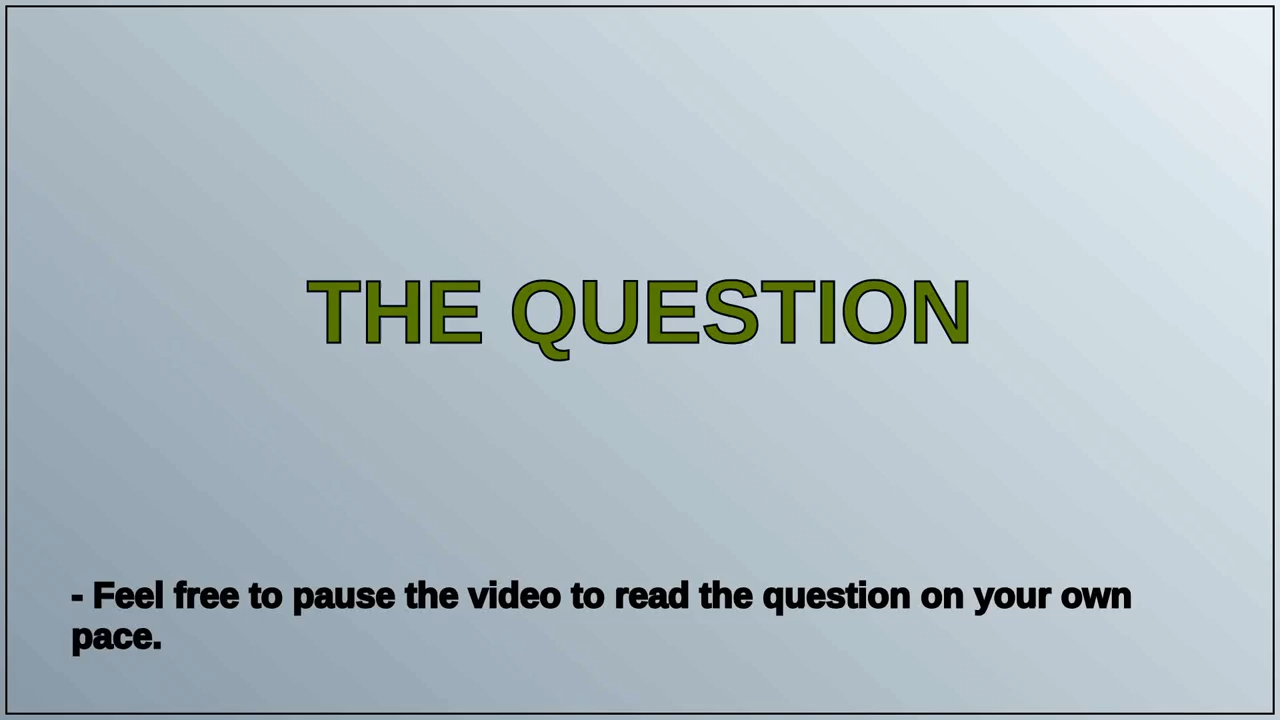 THE QUESTION
- Feel free to pause the video to read the question on your own
pace.